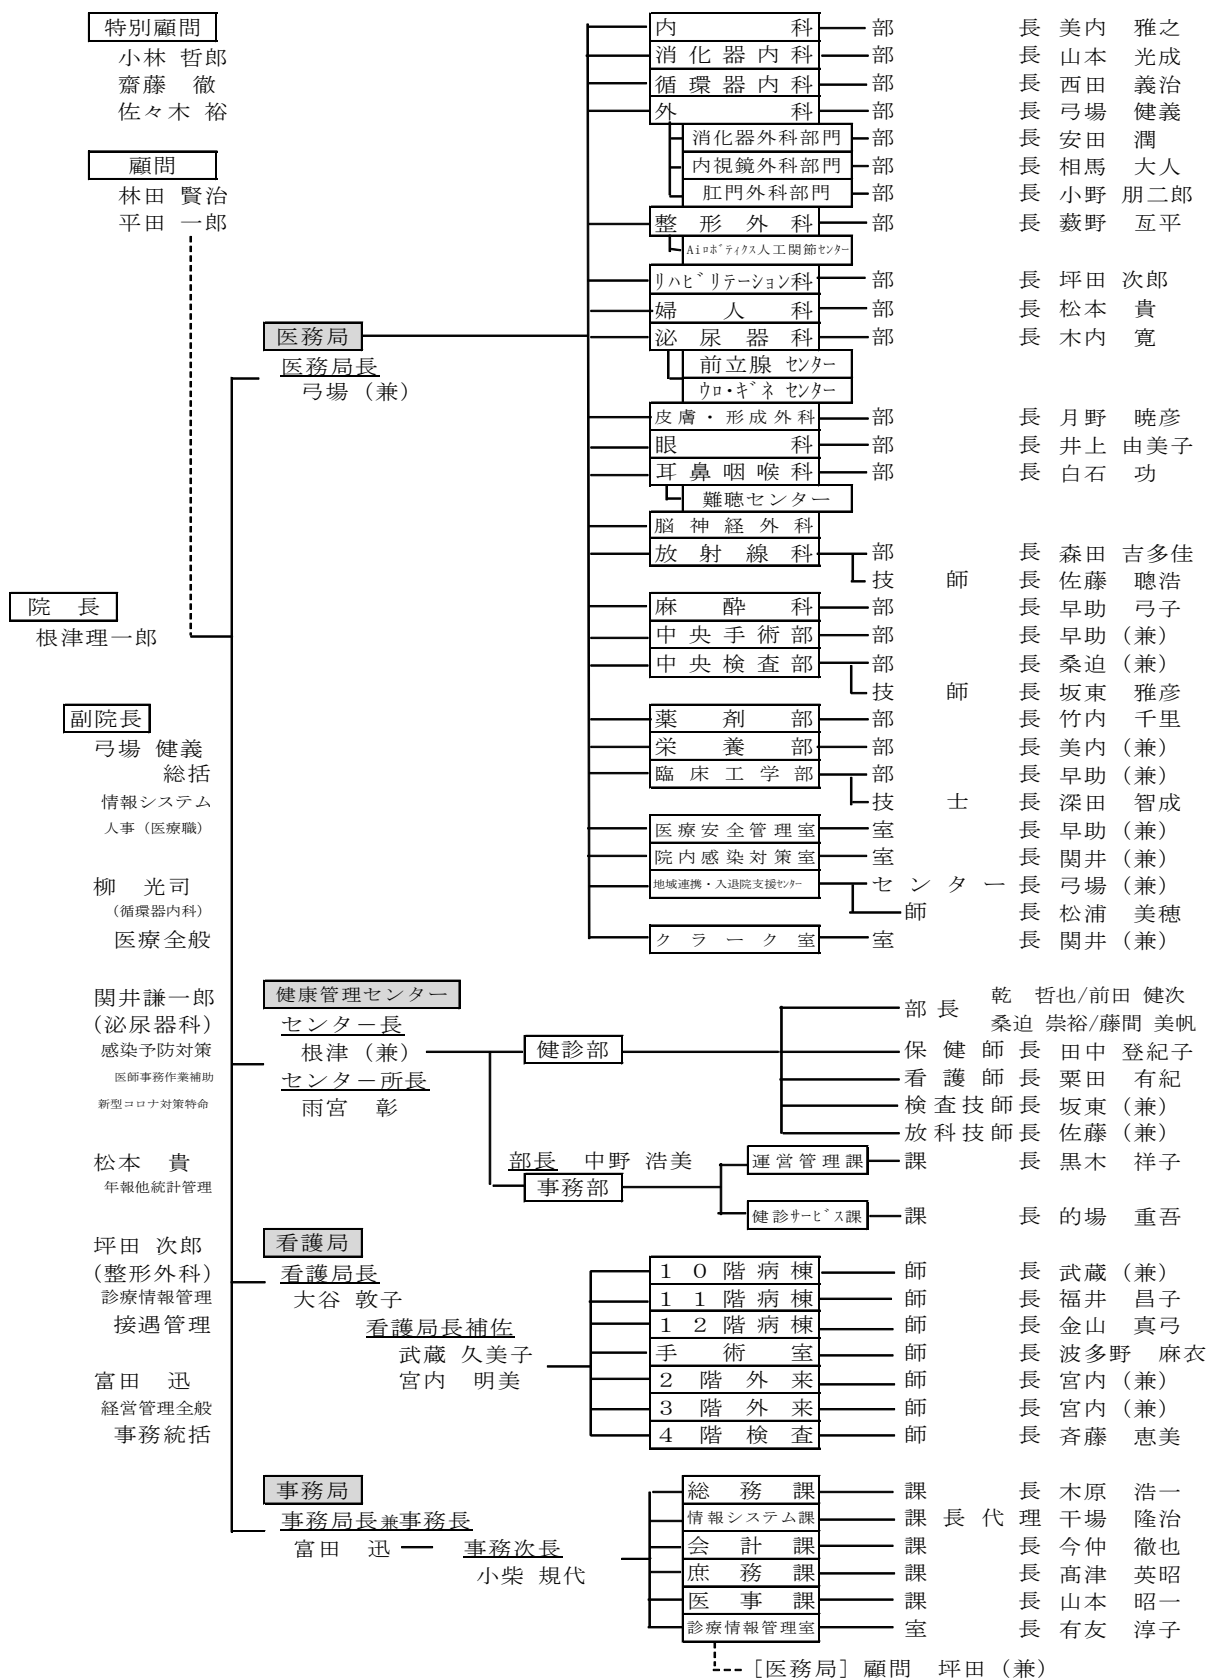 特別顧問
小林 哲郎
齋藤 徹
佐々木 裕
顧問
林田 賢治
平田 一郎
院 長
根津理一郎
副院長
弓場 健義
総括
情報システム
人事（医療職）
柳 光司
（循環器内科）
医療全般
関井謙一郎
（泌尿器科）
感染予防対策
医師事務作業補助
新型コロナ対策特命
松本 貴
年報他統計管理
坪田 次郎
（整形外科）
診療情報管理
接遇管理
富田 迅
経営管理全般
事務統括
医務局
医務局長
弓場（兼）
内科 部長 美内 雅之
消化器内科 部長 山本 光成
循環器内科 部長 西田 義治
外科 部長 弓場 健義
消化器外科部門 部長 安田 潤
内視鏡外科部門 部長 相馬 大人
肛門外科部門 部長 小野 朋二郎
整形外科 部長 薮野 亙平
Aiロボティクス人工関節センター
リハビリテーション科 部長 坪田 次郎
婦人科 部長 松本 貴
泌尿器科 部長 木内 寛
前立腺 センター
ウロ・ギネ センター
皮膚・形成外科 部長 月野 暁彦
眼科 部長 井上 由美子
耳鼻咽喉科 部長 白石 功
難聴センター
脳神経外科
放射線科 部長 森田 吉多佳
技師長 佐藤 聰浩
麻酔科 部長 早助 弓子
中央手術部 部長 早助（兼）
中央検査部 部長 桑迫（兼）
技師長 坂東 雅彦
薬剤部 部長 竹内 千里
栄養部 部長 美内（兼）
臨床工学部 部長 早助（兼）
技士長 深田 智成
医療安全管理室 室長 早助（兼）
院内感染対策室 室長 関井（兼）
地域連携・入退院支援センター センター長 弓場（兼）
師長 松浦 美穂
クラーク室 室長 関井（兼）
健康管理センター
センター長
根津（兼）
センター所長
雨宮 彰
健診部
部長 乾 哲也/前田 健次
桑迫 崇裕/藤間 美帆
保健師長 田中 登紀子
看護師長 粟田 有紀
検査技師長 坂東（兼）
放科技師長 佐藤（兼）
部長 中野 浩美
事務部
運営管理課 課長 黒木 祥子
健診サービス課 課長 的場 重吾
看護局
看護局長
大谷 敦子
看護局長補佐
武蔵 久美子
宮内 明美
10階病棟 師長 武蔵（兼）
11階病棟 師長 福井 昌子
12階病棟 師長 金山 真弓
手術室 師長 波多野 麻衣
2階外来 師長 宮内（兼）
3階外来 師長 宮内（兼）
4階検査 師長 斉藤 恵美
事務局
事務局長兼事務長
富田 迅
事務次長
小柴 規代
総務課 課長 木原 浩一
情報システム課 課長代理 干場 隆治
会計課 課長 今仲 徹也
庶務課 課長 髙津 英昭
医事課 課長 山本 昭一
診療情報管理室 室長 有友 淳子
［医務局］顧問 坪田（兼）